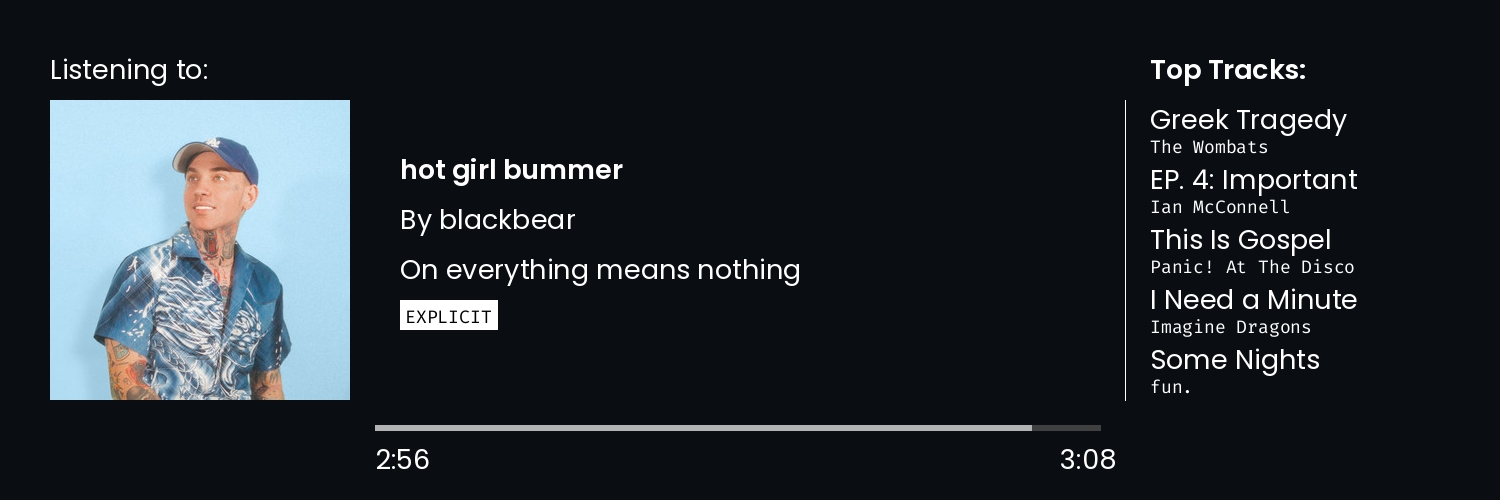 Listening to:
hot girl bummer
By blackbear
On everything means nothing
EXPLICIT
2:56
3:08
Top Tracks:
Greek Tragedy
The Wombats
EP. 4: Important
Ian McConnell
This Is Gospel
Panic! At The Disco
I Need a Minute
Imagine Dragons
Some Nights
fun.